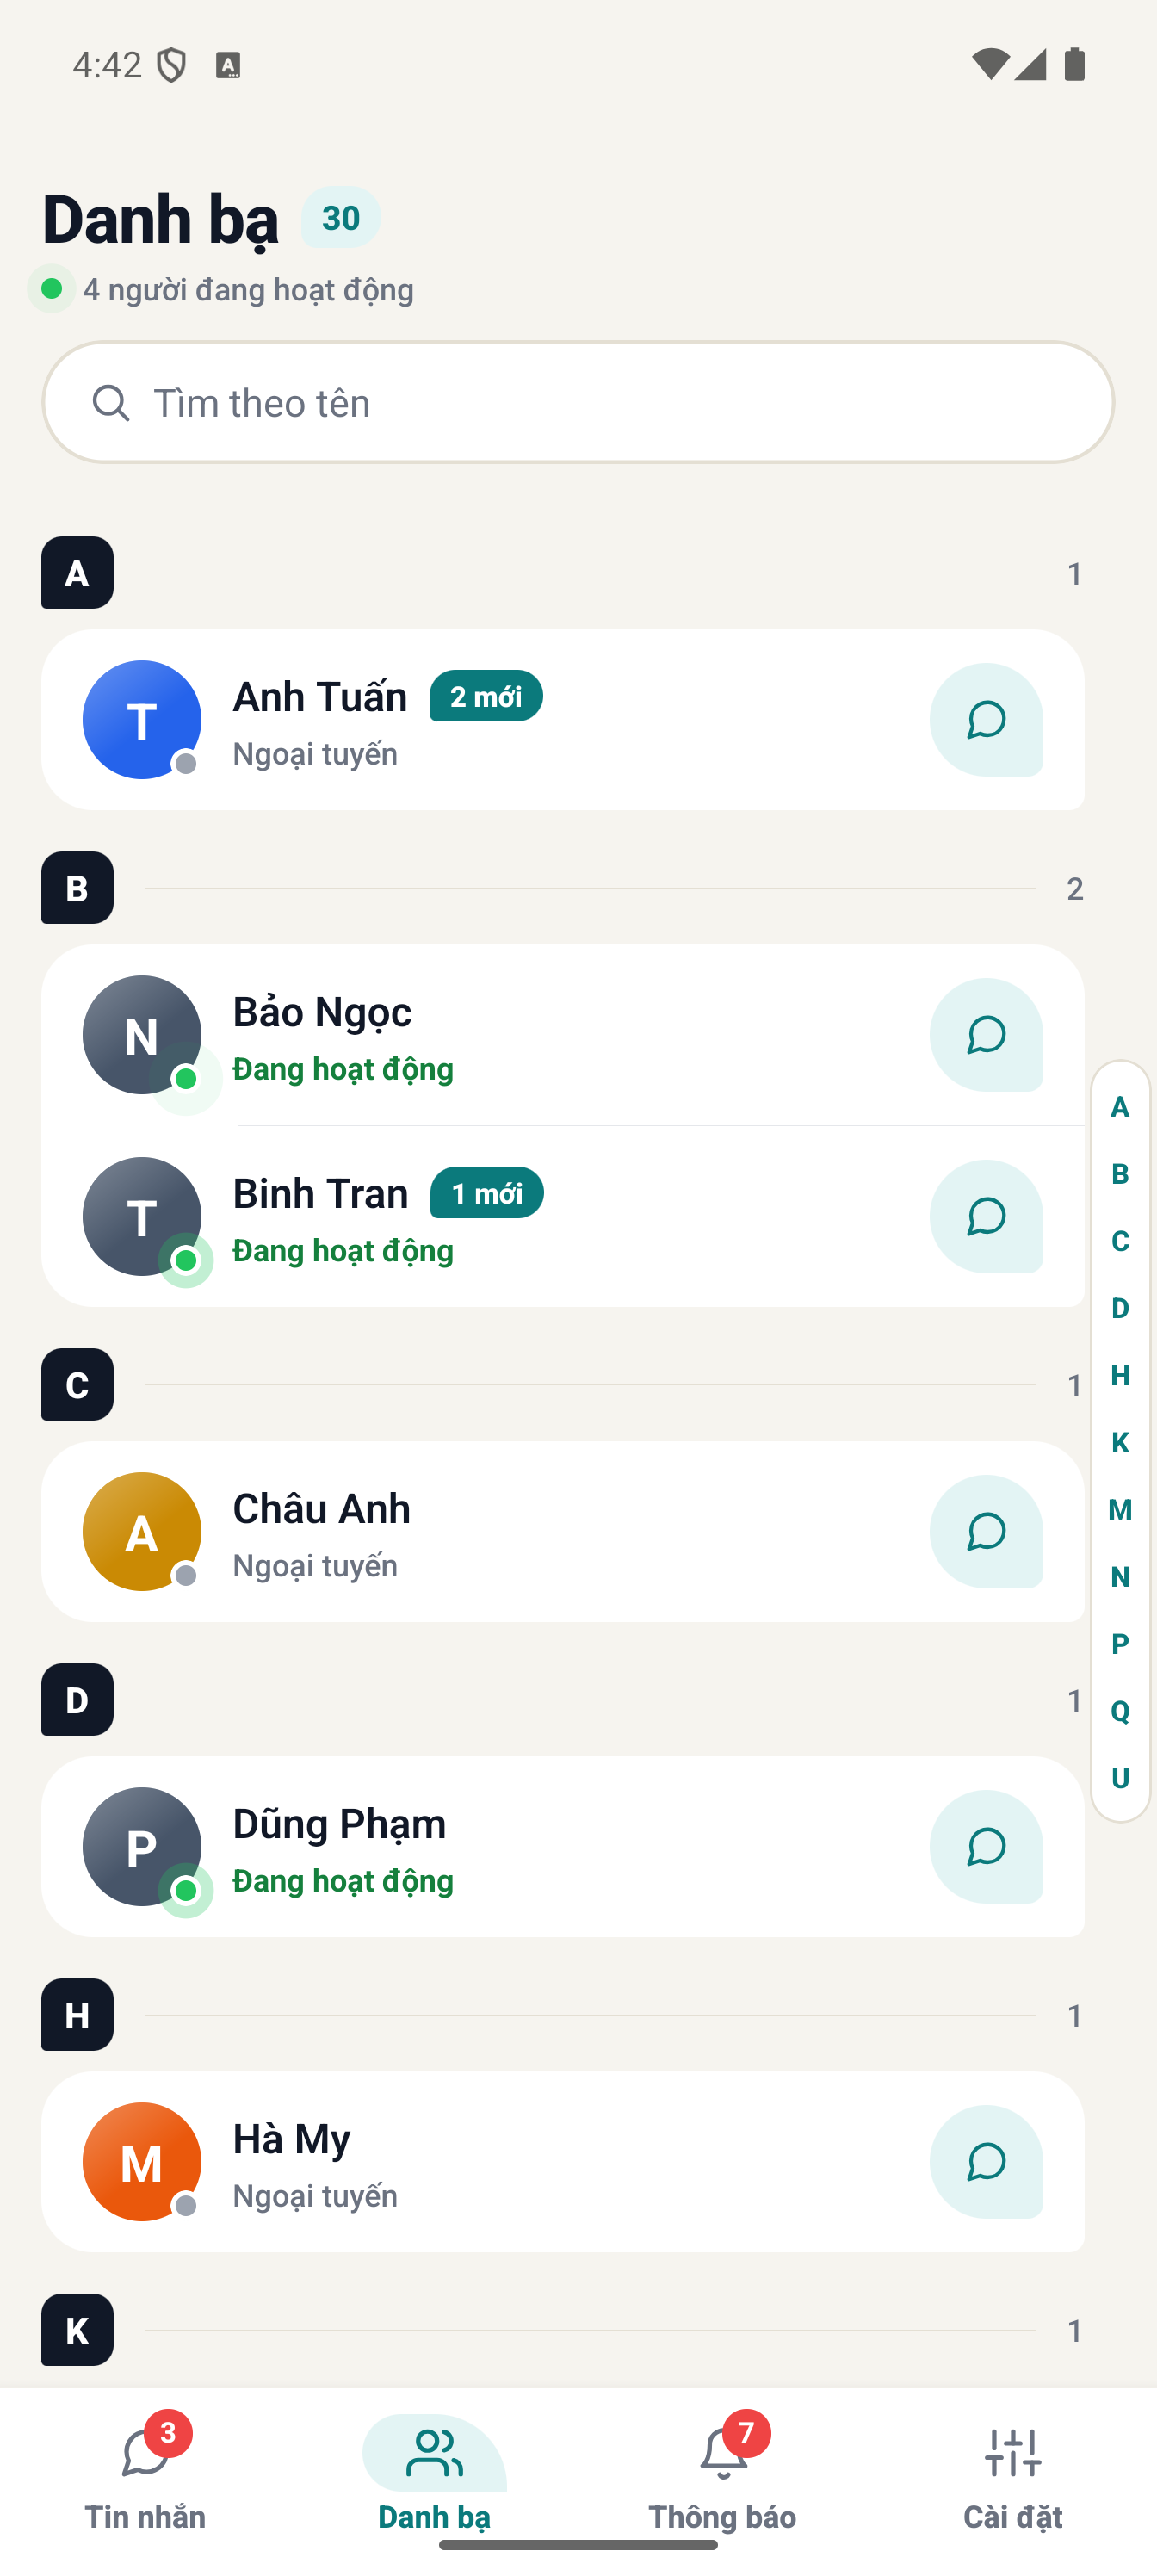 4:42
Danh bạ 30
4 người đang hoạt động
Tìm theo tên
A 1
T Anh Tuấn 2 mới
Ngoại tuyến
B 2
N Bảo Ngọc
Đang hoạt động
T Binh Tran 1 mới
Đang hoạt động
C 1
A Châu Anh
Ngoại tuyến
D 1
P Dũng Phạm
Đang hoạt động
H 1
M Hà My
Ngoại tuyến
K 1
A
B
C
D
H
K
M
N
P
Q
U
3 7
Tin nhắn Danh bạ Thông báo Cài đặt